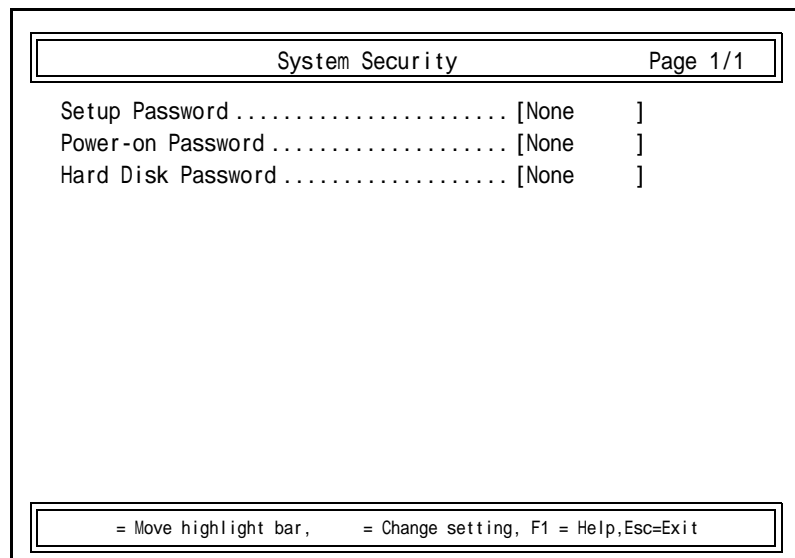 System Security Page 1/1
Setup Password ....................... [None ]
Power-on Password .................... [None ]
Hard Disk Password ................... [None ]
= Move highlight bar, = Change setting, F1 = Help,Esc=Exit